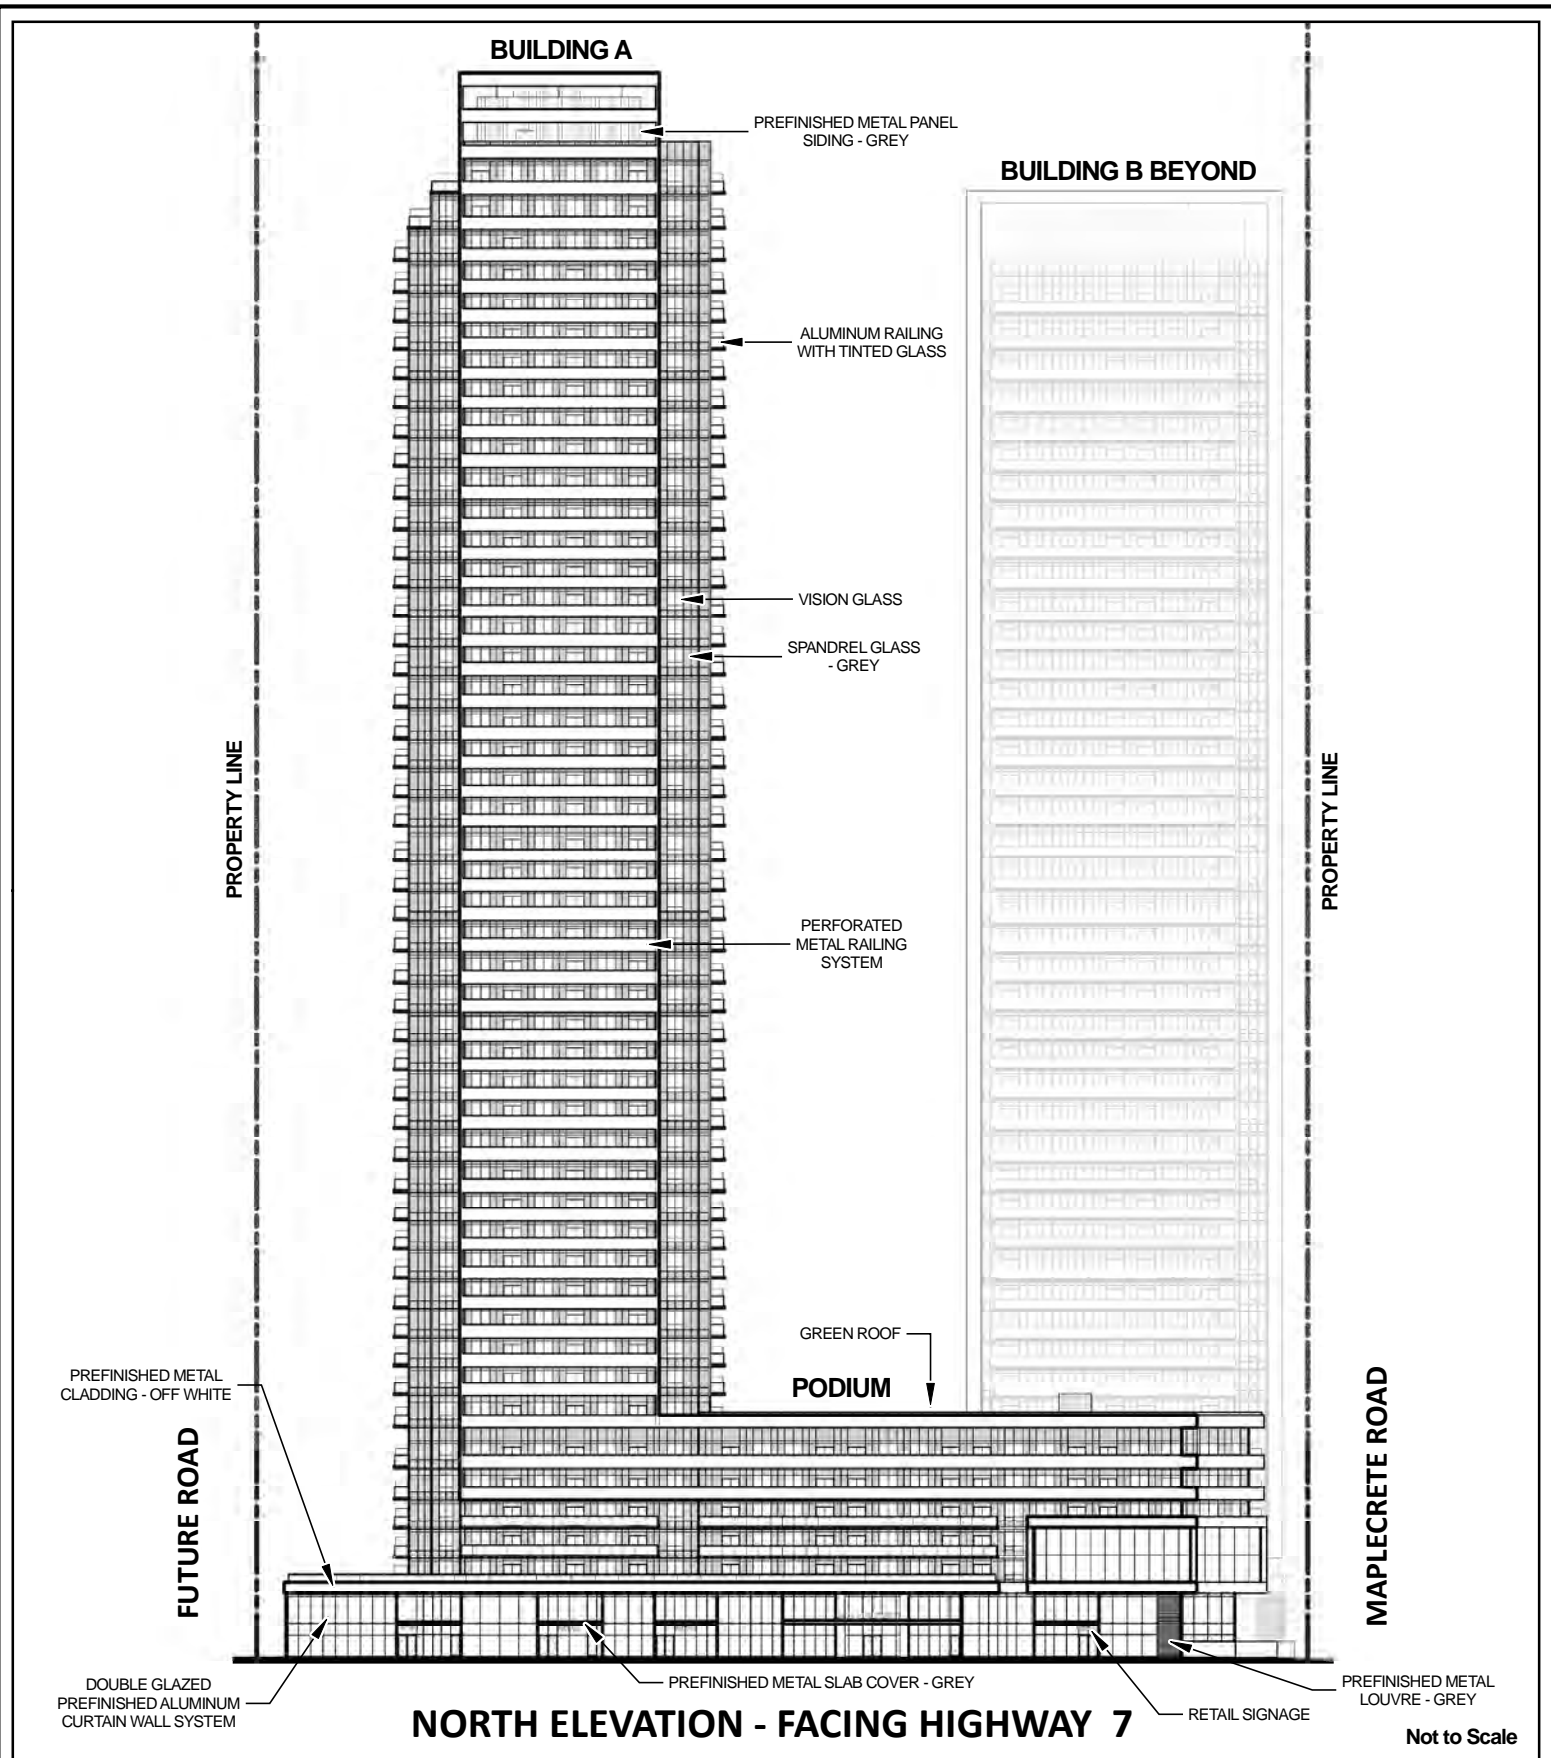 BUILDING A
PREFINISHED METAL PANEL
SIDING - GREY
BUILDING B BEYOND
ALUMINUM RAILING
WITH TINTED GLASS
VISION GLASS
SPANDREL GLASS
- GREY
PROPERTY LINE
PROPERTY LINE
PERFORATED
METAL RAILING
SYSTEM
GREEN ROOF
PODIUM
PREFINISHED METAL
CLADDING - OFF WHITE
FUTURE ROAD
MAPLECRETE ROAD
DOUBLE GLAZED
PREFINISHED ALUMINUM
CURTAIN WALL SYSTEM
PREFINISHED METAL SLAB COVER - GREY
RETAIL SIGNAGE
PREFINISHED METAL
LOUVRE - GREY
NORTH ELEVATION - FACING HIGHWAY 7
Not to Scale